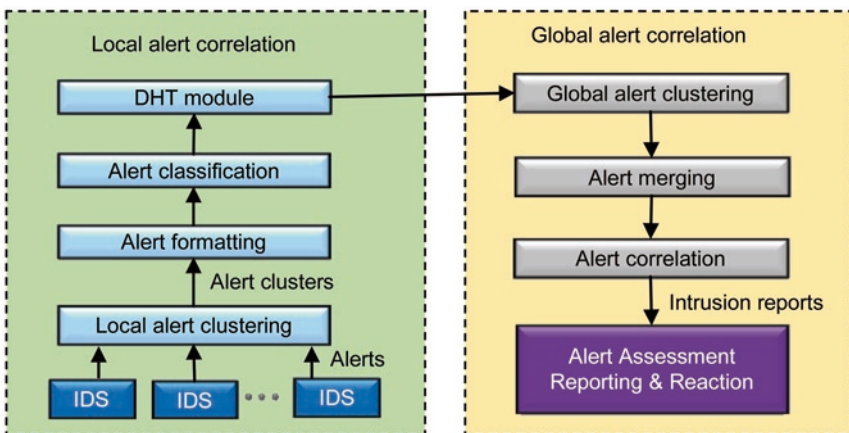 Local alert correlation
DHT module
Alert classification
Alert formatting
Alert clusters
Local alert clustering
Alerts
IDS
IDS
IDS
Global alert correlation
Global alert clustering
Alert merging
Alert correlation
Intrusion reports
Alert Assessment
Reporting & Reaction